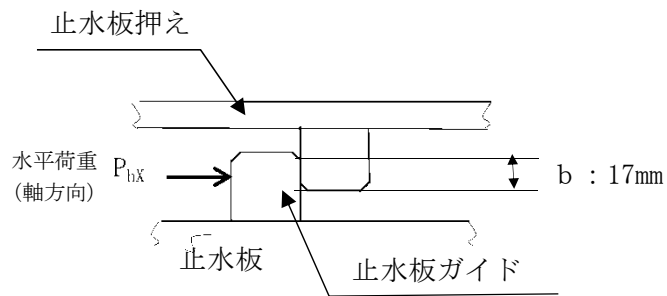 止水板押え
水平荷重 PhX
(軸方向)
b : 17mm
止水板
止水板ガイド